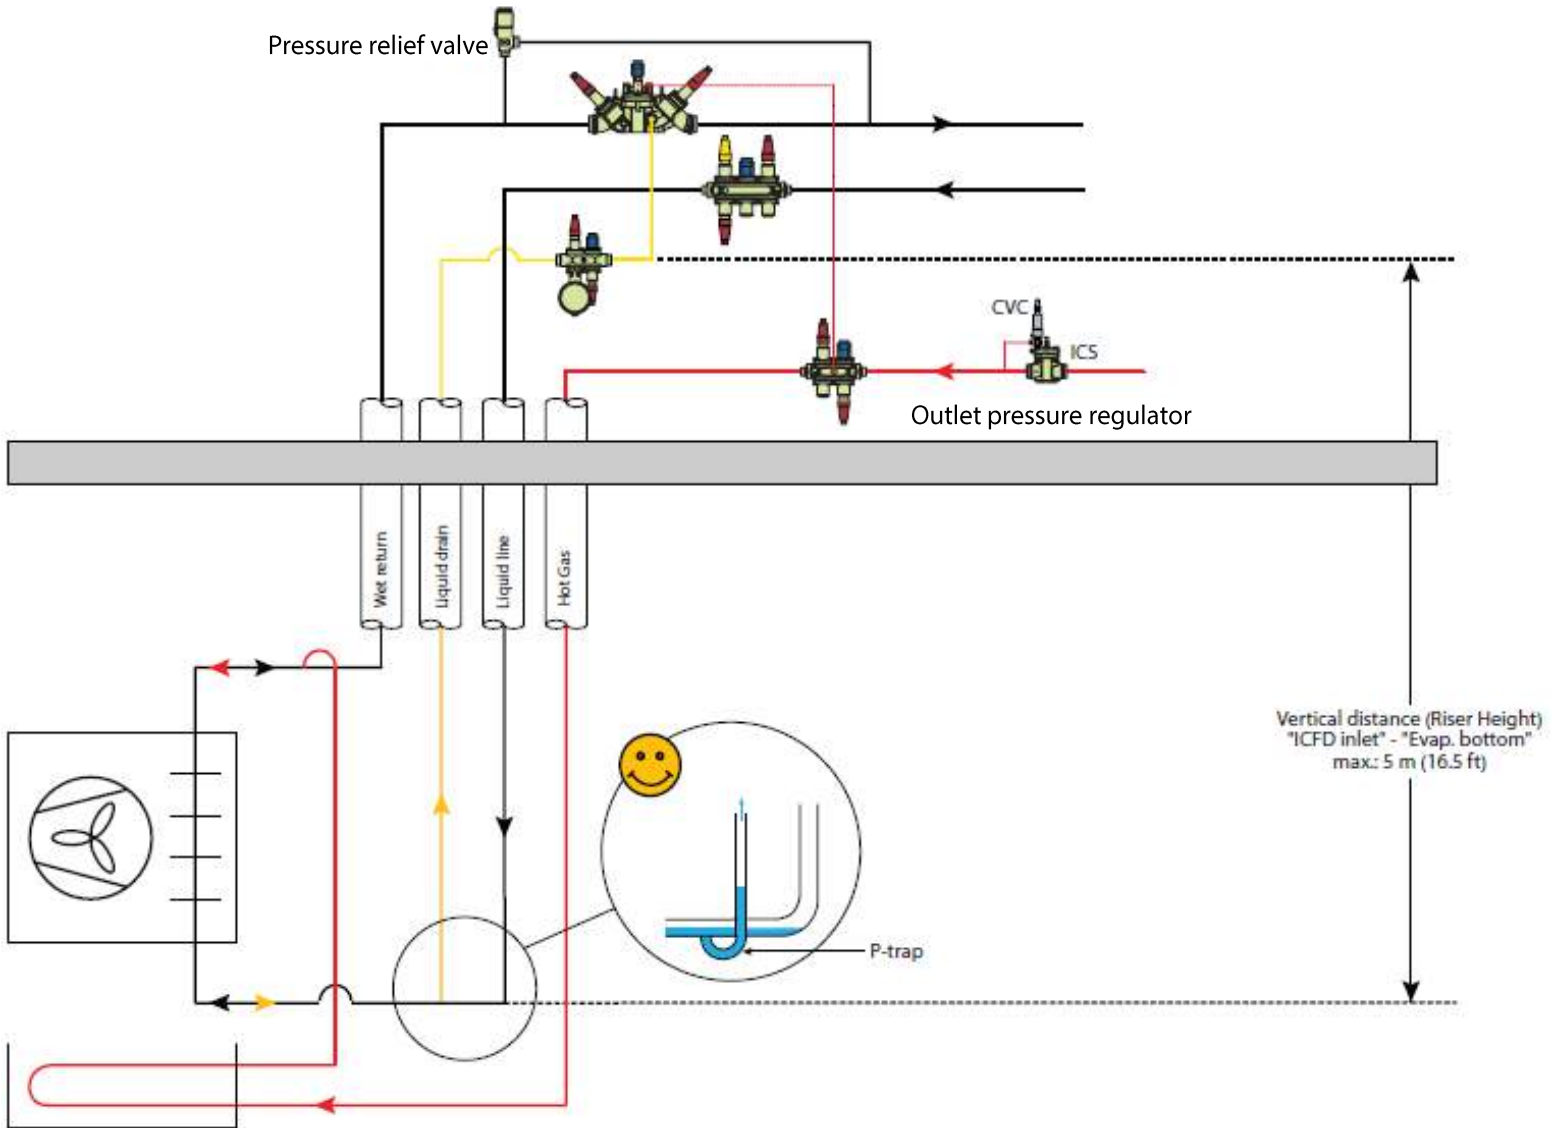 Pressure relief valve
CVC
ICS
Outlet pressure regulator
Wet return
Liquid drain
Liquid line
Hot Gas
Vertical distance (Riser Height)
"ICFD inlet" - "Evap. bottom"
max.: 5 m (16.5 ft)
P-trap